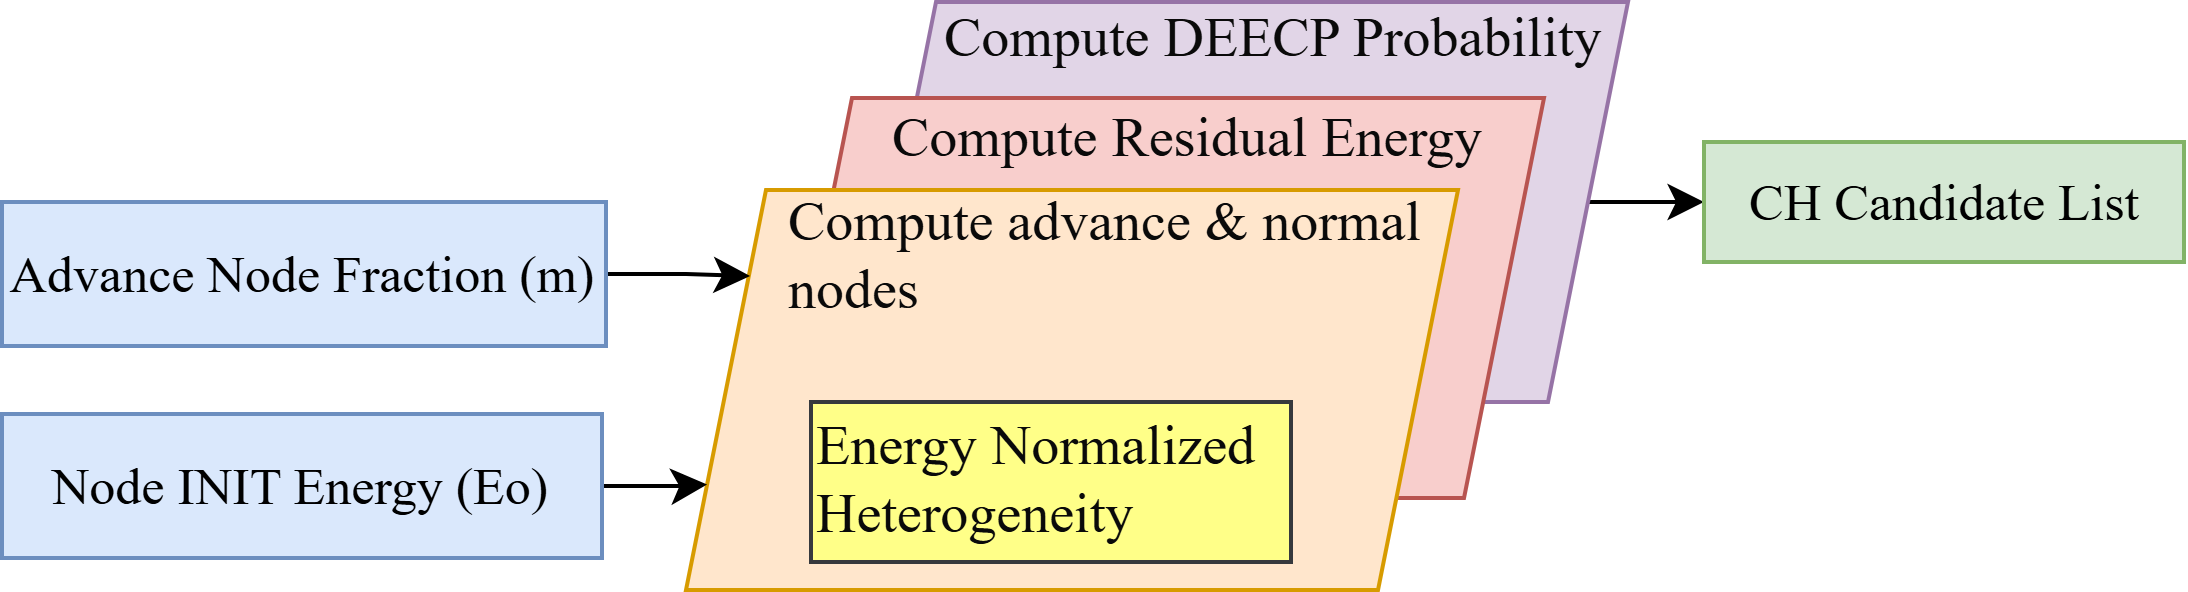 Compute DEECP Probability
Compute Residual Energy
Compute advance & normal
nodes
Energy Normalized
Heterogeneity
Advance Node Fraction (m)
Node INIT Energy (Eo)
CH Candidate List